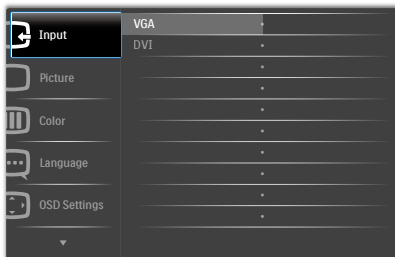 Input
Picture
Color
Language
OSD Settings
VGA
DVI